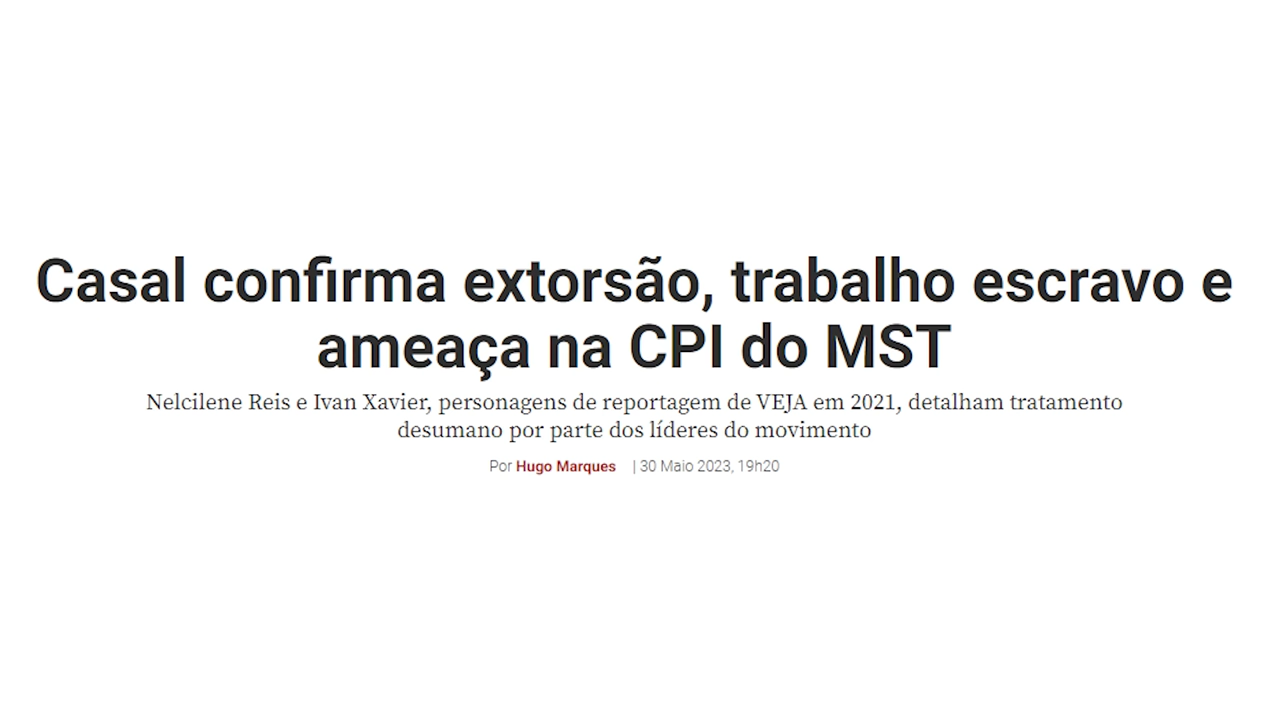 Casal confirma extorsão, trabalho escravo e
ameaça na CPI do MST
Nelcilene Reis e Ivan Xavier, personagens de reportagem de VEJA em 2021, detalham tratamento
desumano por parte dos líderes do movimento
Por Hugo Marques | 30 Maio 2023, 19h20